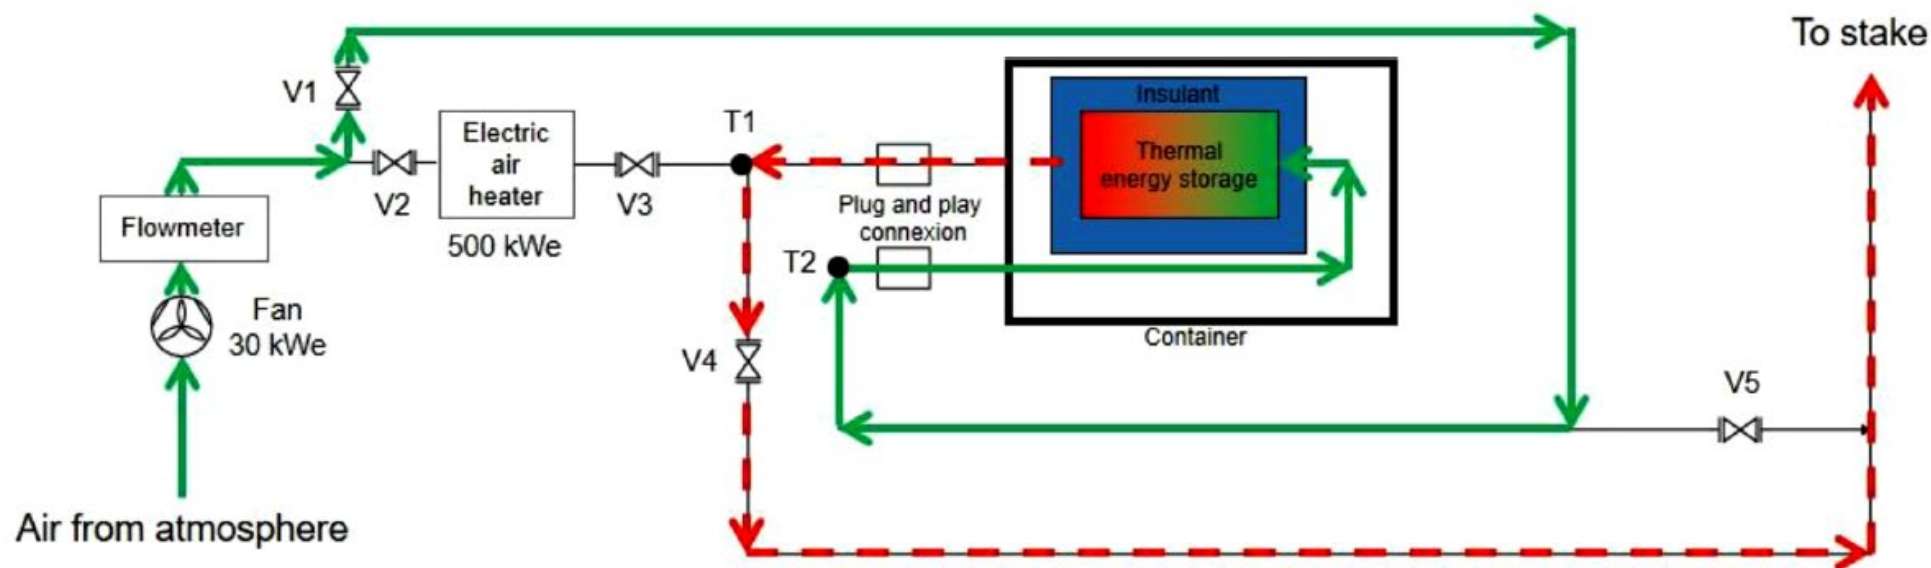 To stake
V1
Insulant
Electric
air
heater
T1
Thermal
energy storage
V2
V3
Plug and play
connexion
Flowmeter
500 kWe
T2
Fan
30 kWe
Container
V4
V5
Air from atmosphere